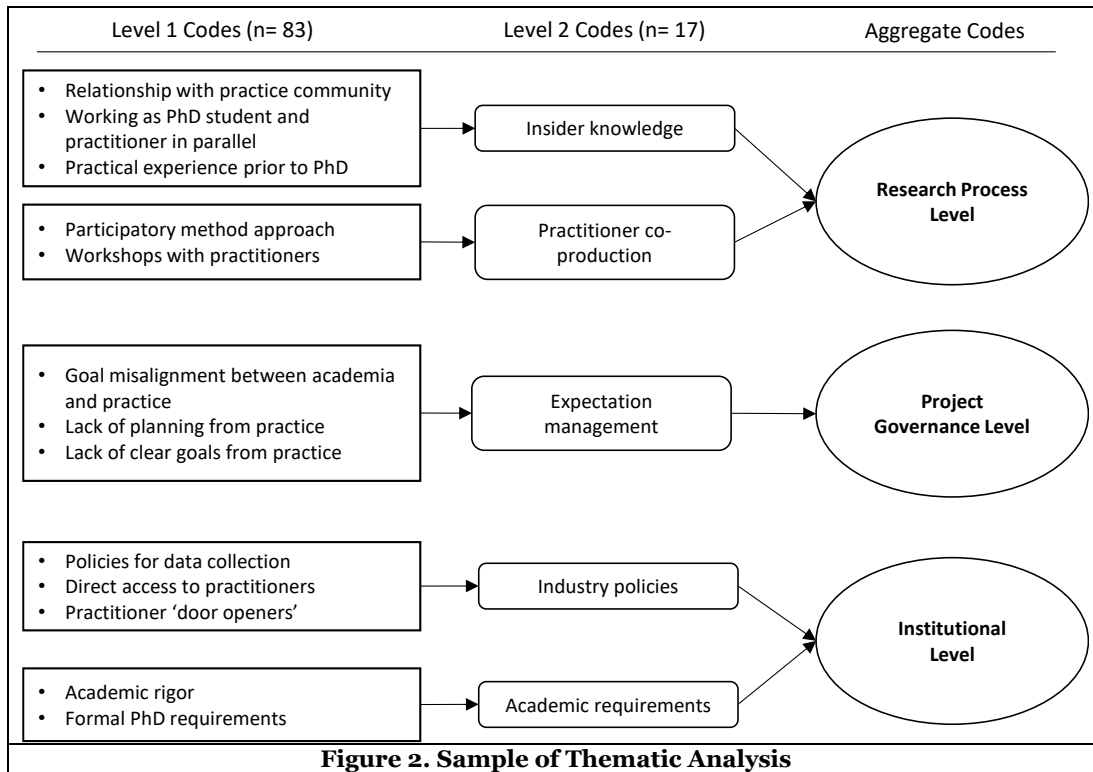 Level 1 Codes (n= 83)
Level 2 Codes (n= 17)
Aggregate Codes
• Relationship with practice community
• Working as PhD student and
practitioner in parallel
• Practical experience prior to PhD
Insider knowledge
• Participatory method approach
• Workshops with practitioners
Practitioner co-
production
Research Process
Level
• Goal misalignment between academia
and practice
• Lack of planning from practice
• Lack of clear goals from practice
Expectation
management
Project
Governance Level
• Policies for data collection
• Direct access to practitioners
• Practitioner ‘door openers’
Industry policies
• Academic rigor
• Formal PhD requirements
Academic requirements
Institutional
Level
Figure 2. Sample of Thematic Analysis